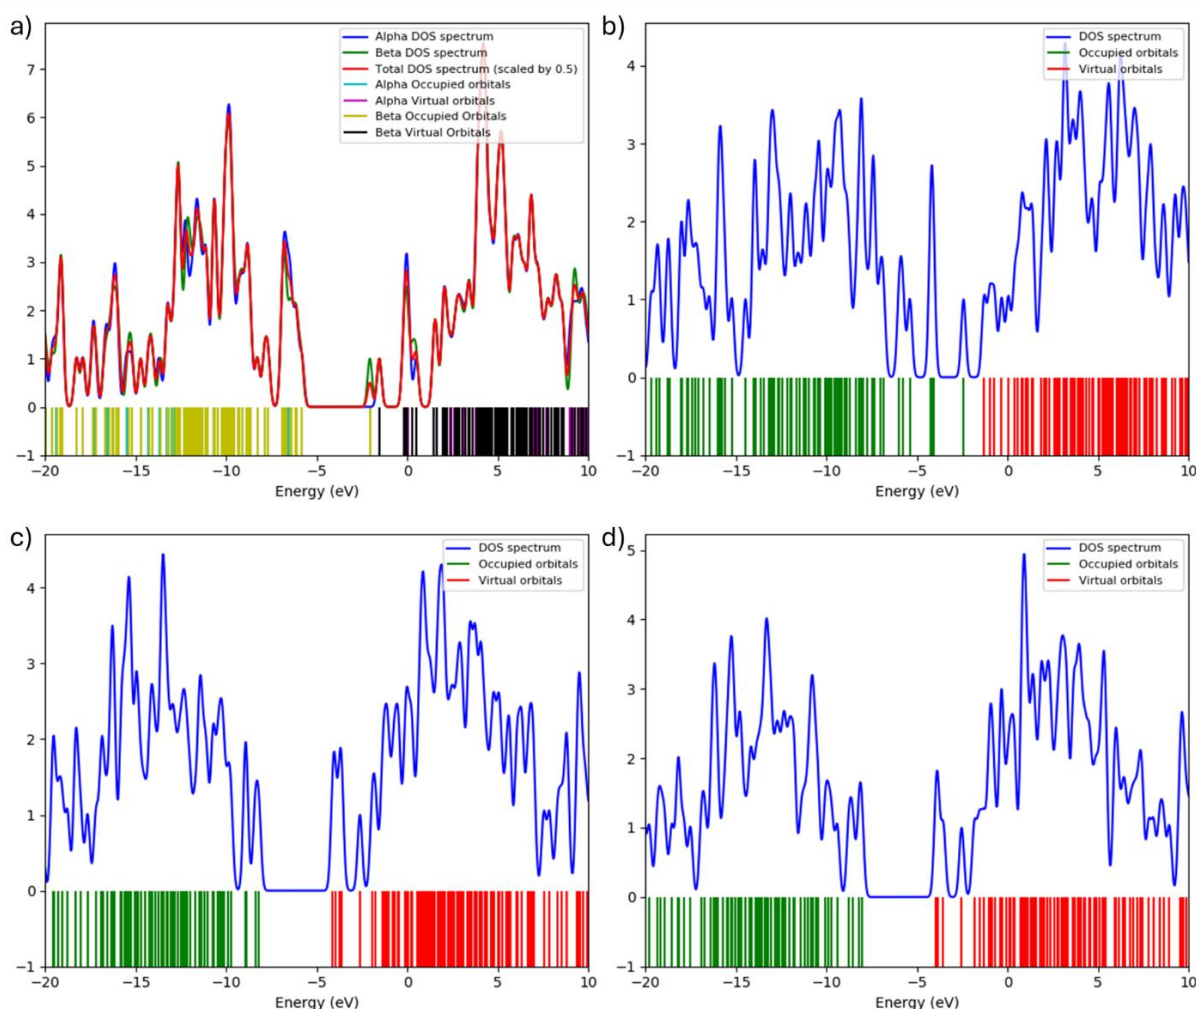 a)
Alpha DOS spectrum
Beta DOS spectrum
Total DOS spectrum (scaled by 0.5)
Alpha Occupied orbitals
Alpha Virtual orbitals
Beta Occupied Orbitals
Beta Virtual Orbitals
7
6
5
4
3
2
1
0
−1
−20 −15 −10 −5 0 5 10
Energy (eV)
b)
DOS spectrum
Occupied orbitals
Virtual orbitals
4
3
2
1
0
−1
−20 −15 −10 −5 0 5 10
Energy (eV)
c)
DOS spectrum
Occupied orbitals
Virtual orbitals
4
3
2
1
0
−1
−20 −15 −10 −5 0 5 10
Energy (eV)
d)
DOS spectrum
Occupied orbitals
Virtual orbitals
5
4
3
2
1
0
−1
−20 −15 −10 −5 0 5 10
Energy (eV)